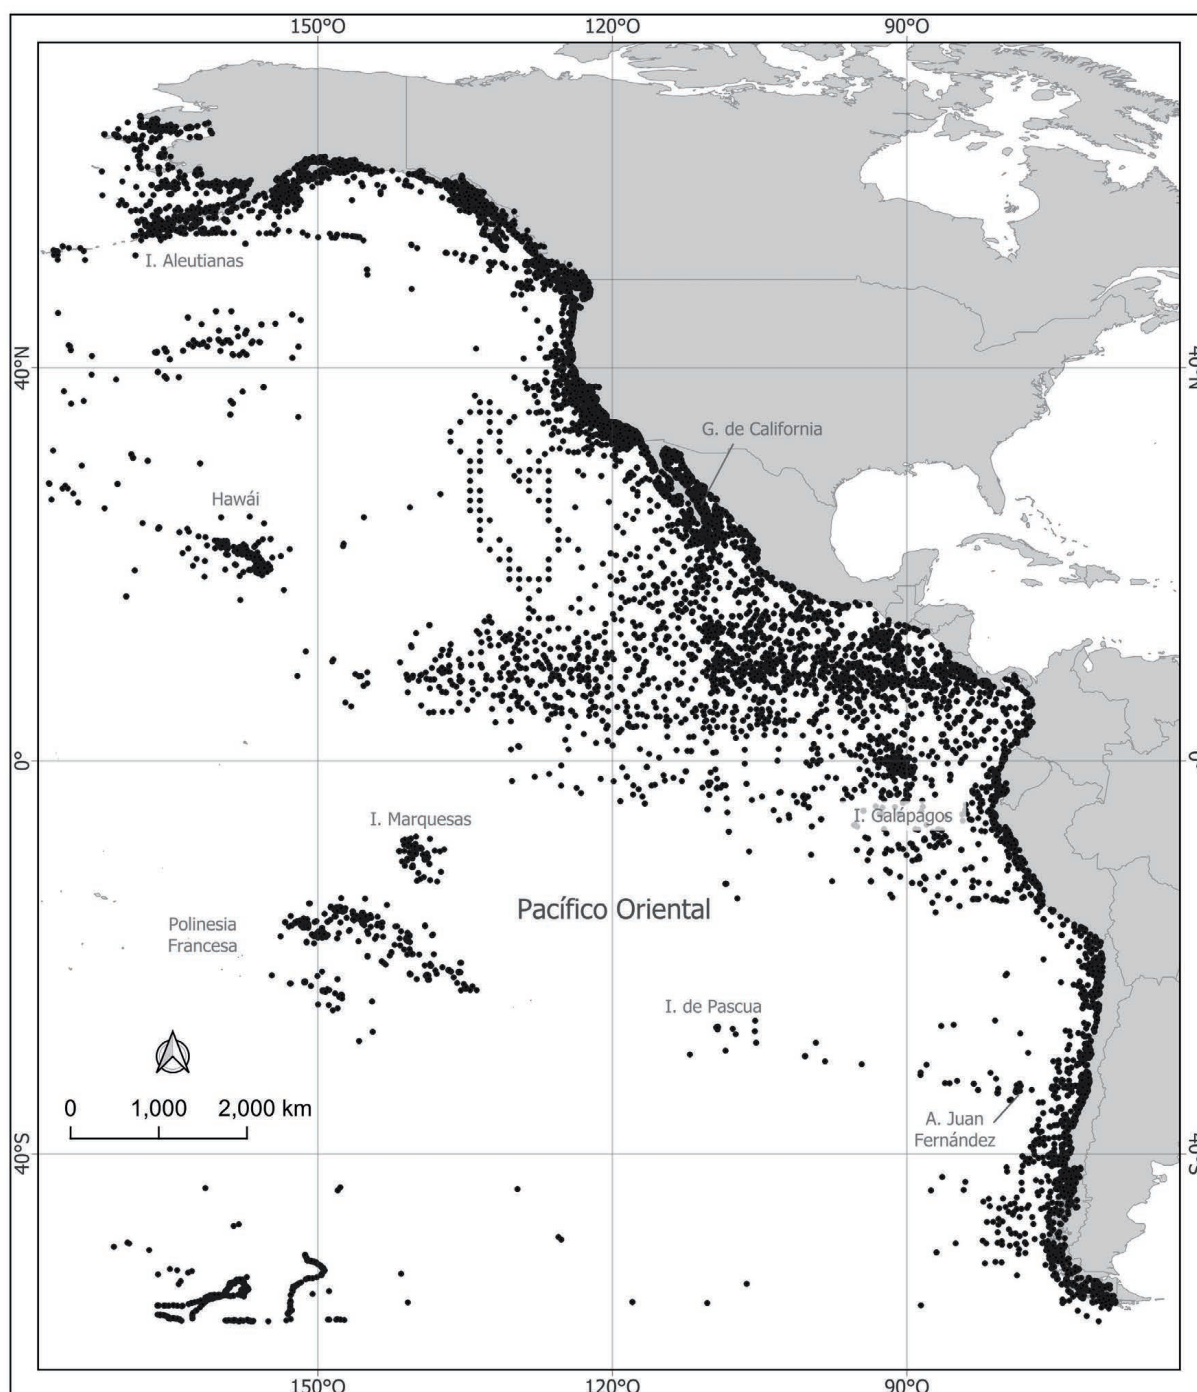 150°O 120°O 90°O
I. Aleutianas
40°N 40°N
G. de California
Hawái
0° 0°
I. Galápagos
I. Marquesas
Pacífico Oriental
Polinesia
Francesa
I. de Pascua
0 1,000 2,000 km
A. Juan
Fernández
40°S 40°S
150°O 120°O 90°O